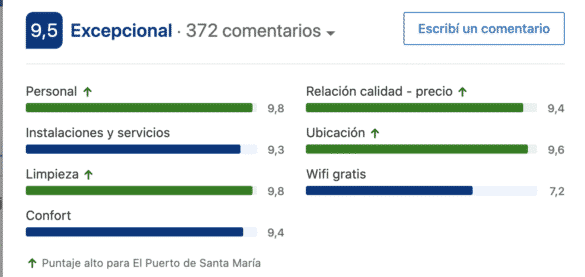 9,5 Excepcional · 372 comentarios
Escribí un comentario
Personal ↑
9,8
Relación calidad - precio ↑
9,4
Instalaciones y servicios
9,3
Ubicación ↑
9,6
Limpieza ↑
9,8
Wifi gratis
7,2
Confort
9,4
↑ Puntaje alto para El Puerto de Santa María